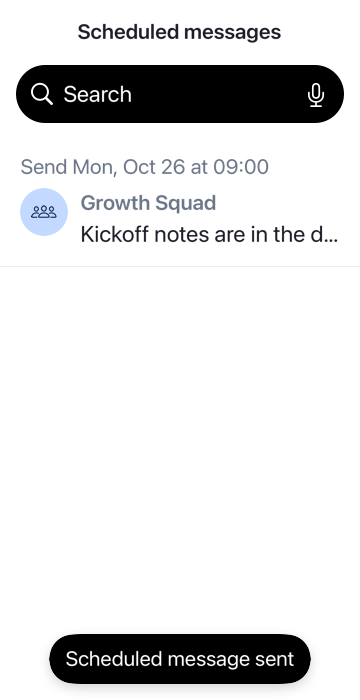 Scheduled messages
Search
Send Mon, Oct 26 at 09:00
Growth Squad
Kickoff notes are in the d...
Scheduled message sent